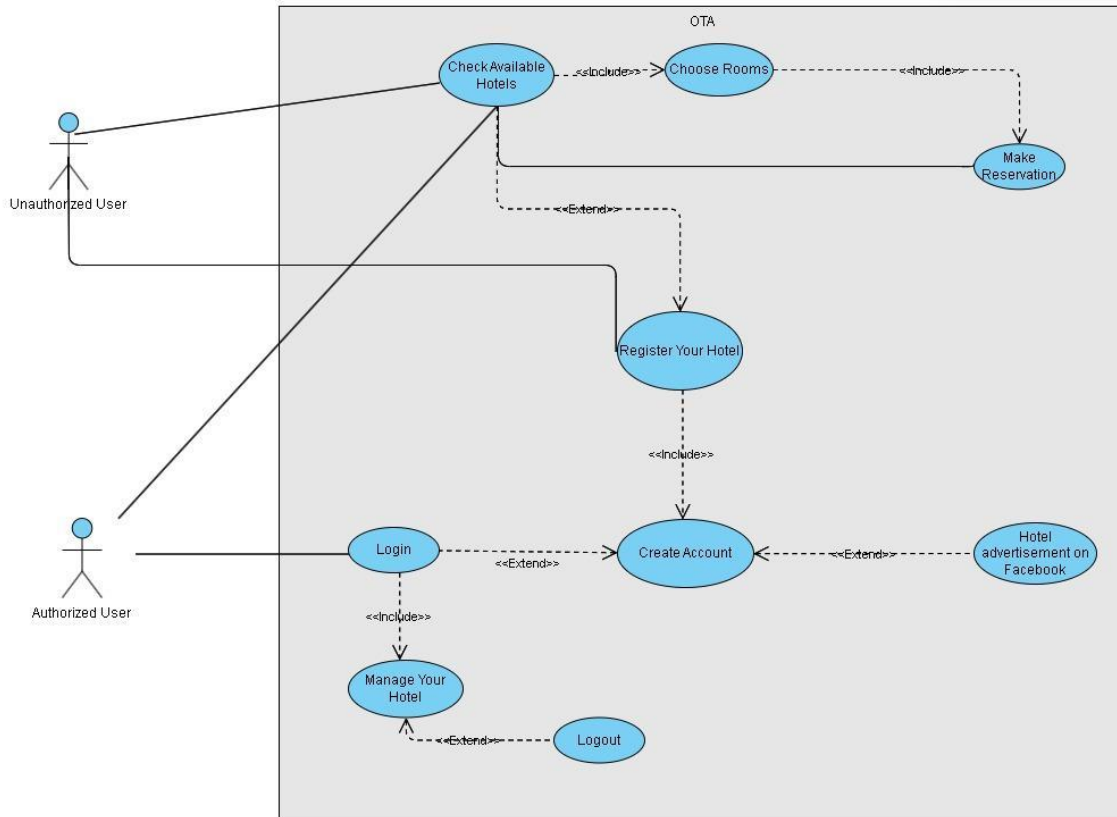 OTA
Check Available
Hotels
<<Include>>
Choose Rooms
<<Include>>
Make
Reservation
Unauthorized User
<<Extend>>
Register Your Hotel
<<Include>>
Authorized User
Login
<<Extend>>
Create Account
<<Extend>>
Hotel
advertisement on
Facebook
<<Include>>
Manage Your
Hotel
<<Extend>>
Logout